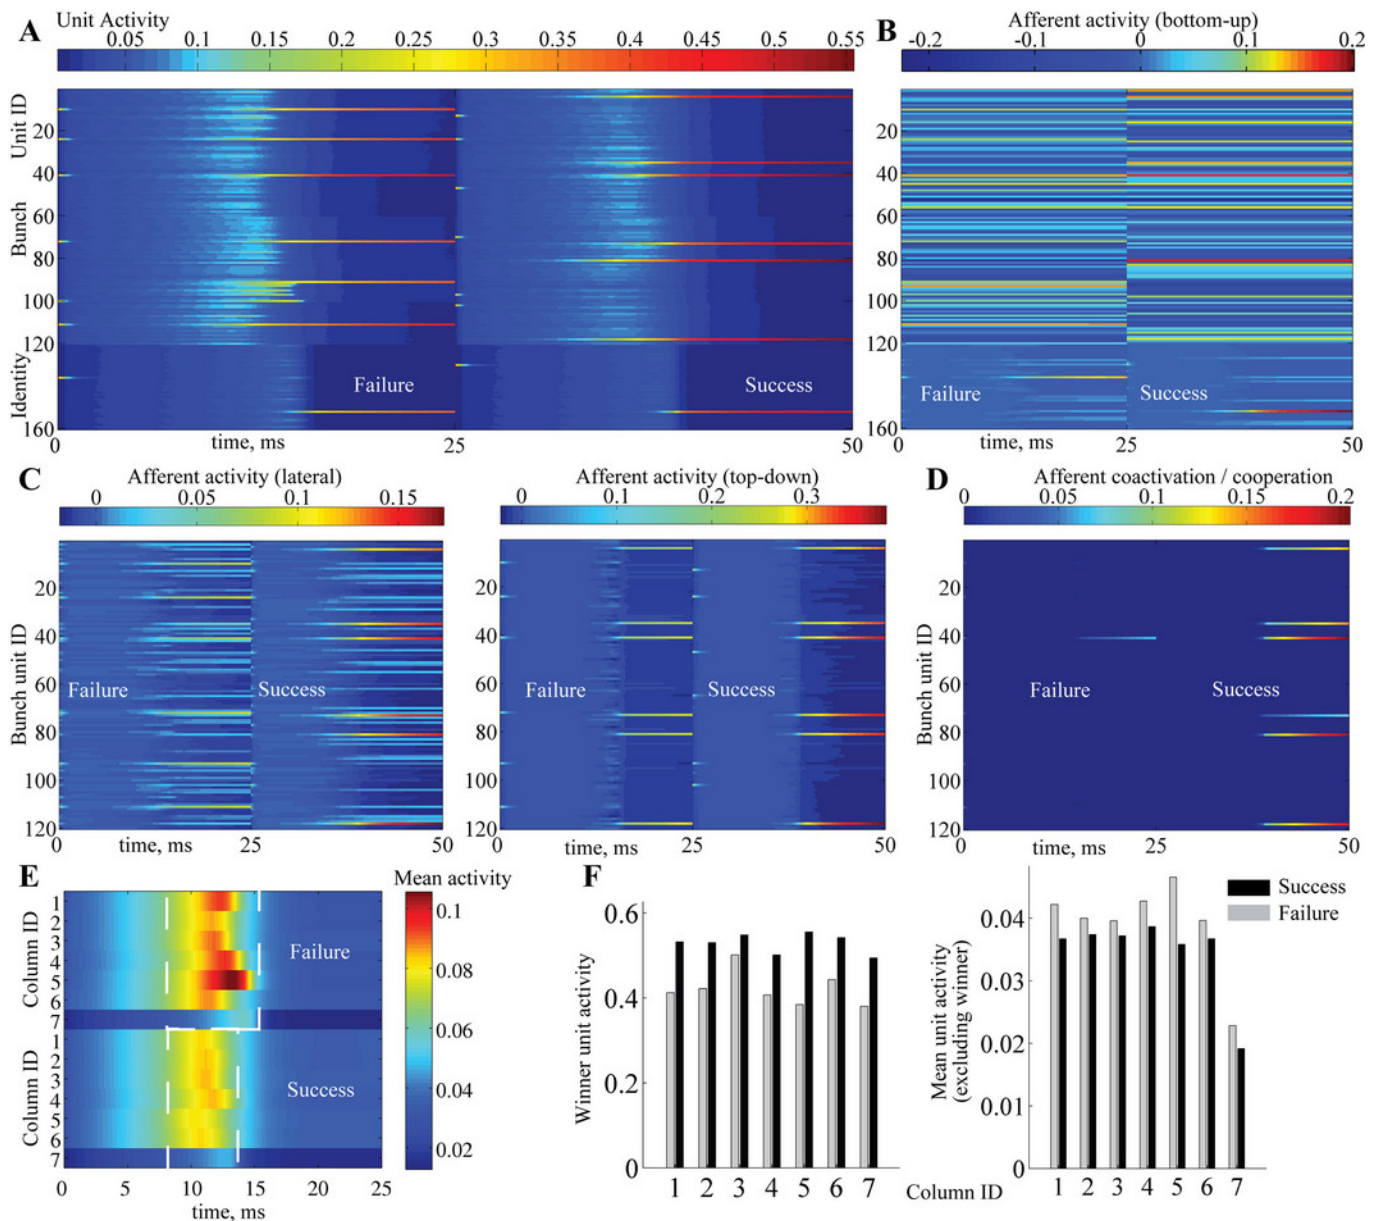 A
Unit Activity
0.05 0.1 0.15 0.2 0.25 0.3 0.35 0.4 0.45 0.5 0.55
Unit ID
Bunch
Identity
20
40
60
80
100
120
160
Failure
Success
0 25 50
time, ms
B
Afferent activity (bottom-up)
-0.2 -0.1 0 0.1 0.2
20
40
60
80
100
120
160
Failure
Success
0 25 50
time, ms
C
Afferent activity (lateral)
0 0.05 0.1 0.15
Bunch unit ID
20
40
60
80
100
120
Failure
Success
0 25 50
time, ms
Afferent activity (top-down)
0 0.1 0.2 0.3
20
40
60
80
100
120
Failure
Success
0 25 50
time, ms
D
Afferent coactivation / cooperation
0 0.05 0.1 0.15 0.2
Bunch unit ID
20
40
60
80
100
120
Failure
Success
0 25 50
time, ms
E
Mean activity
0.1
0.08
0.06
0.04
0.02
Column ID
1
2
3
4
5
6
7
Failure
Column ID
1
2
3
4
5
6
7
Success
0 5 10 15 20 25
time, ms
F
Winner unit activity
0.6
0.4
0.2
0
1 2 3 4 5 6 7
Column ID
Mean unit activity
(excluding winner)
0.04
0.03
0.02
0.01
0
1 2 3 4 5 6 7
Success
Failure